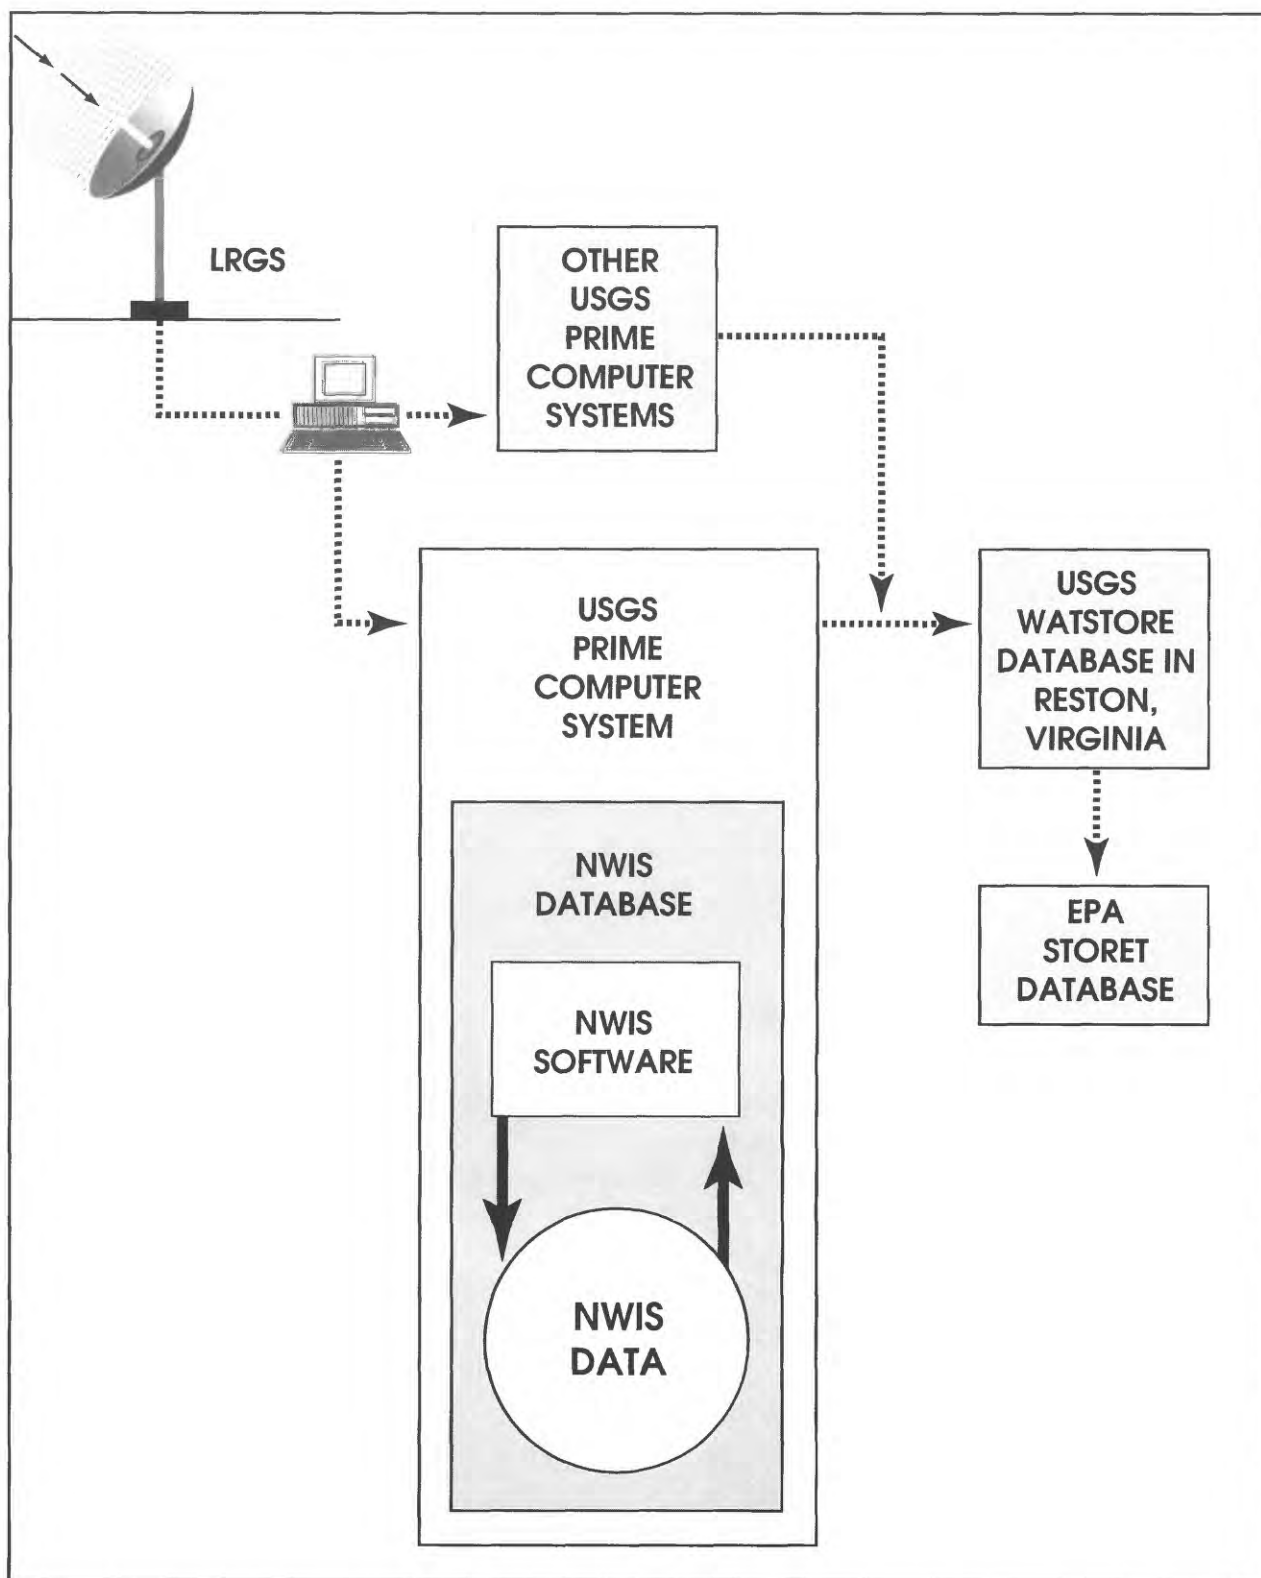 LRGS
OTHER
USGS
PRIME
COMPUTER
SYSTEMS
USGS
PRIME
COMPUTER
SYSTEM
USGS
WATSTORE
DATABASE IN
RESTON,
VIRGINIA
NWIS
DATABASE
EPA
STORET
DATABASE
NWIS
SOFTWARE
NWIS
DATA